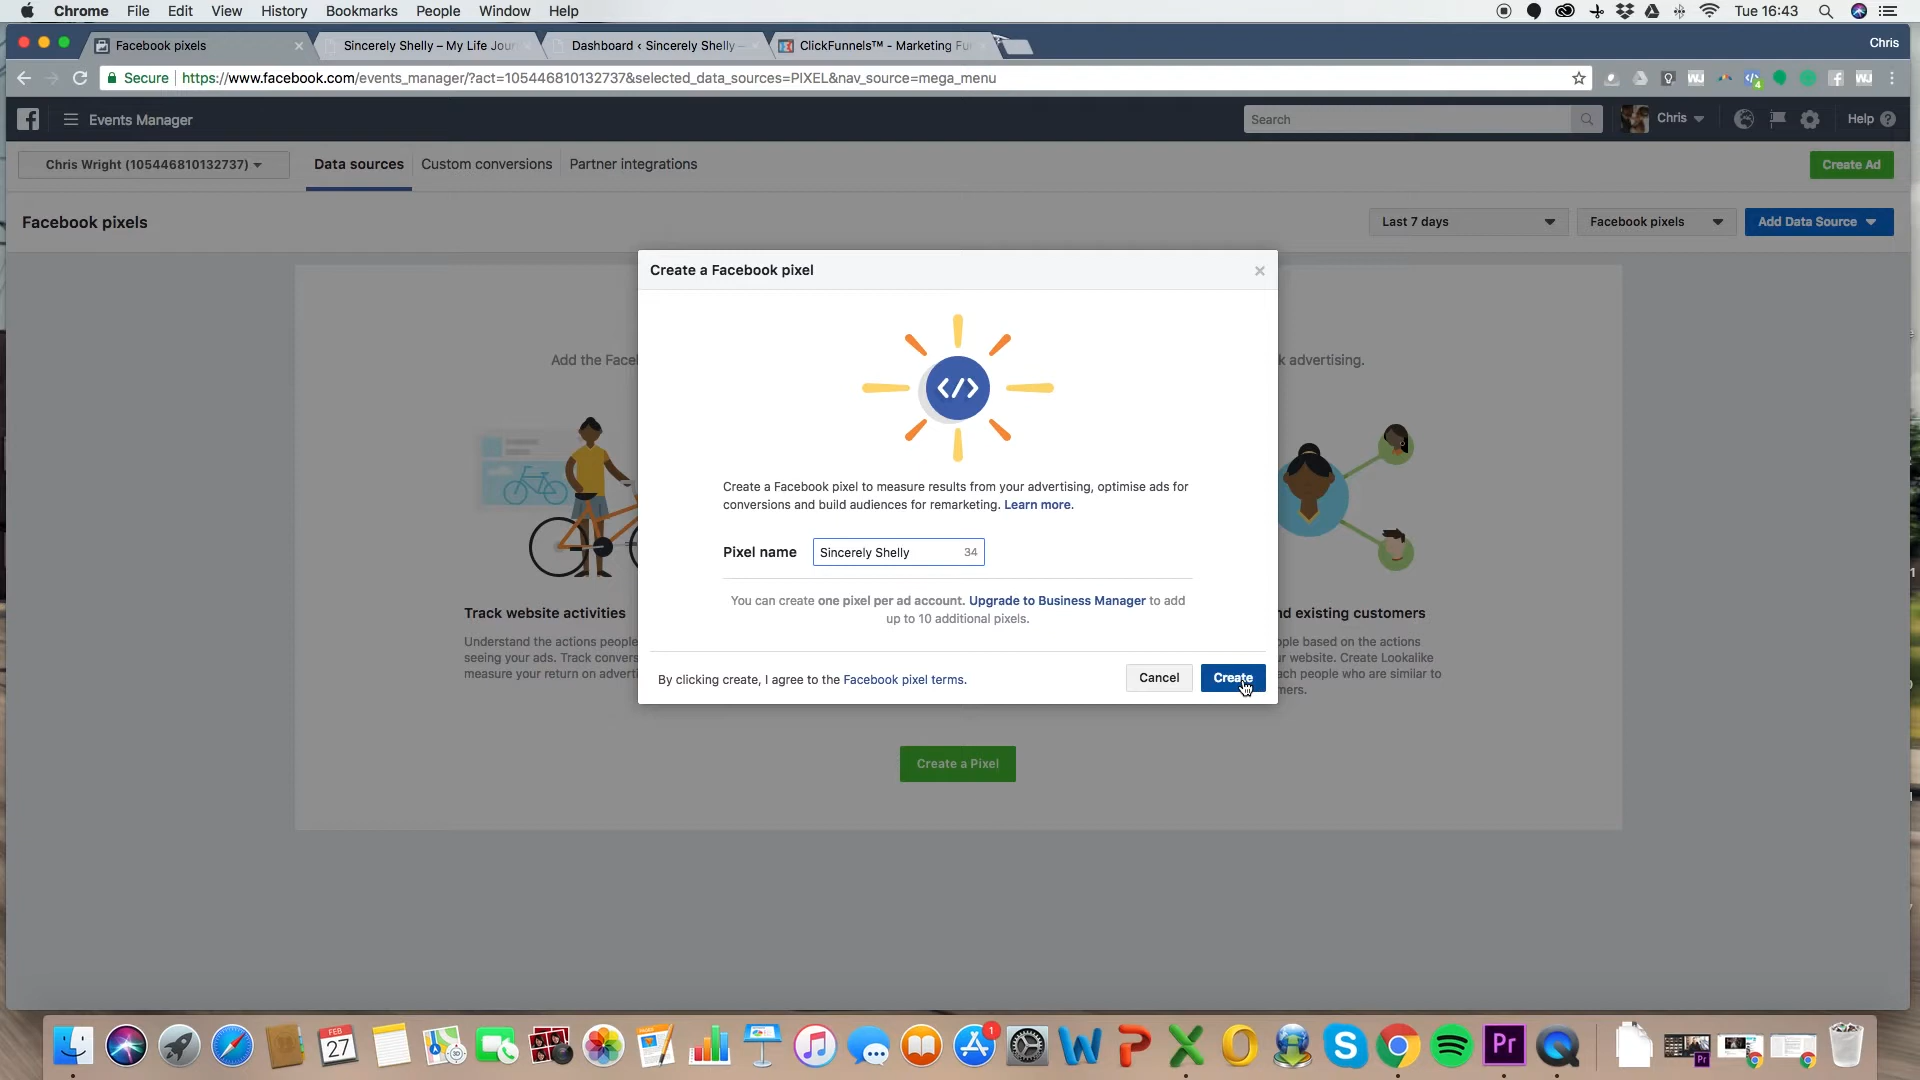 Chrome File Edit View History Bookmarks People Window Help Tue 16:43
Facebook pixels Sincerely Shelly – My Life Jour Dashboard ‹ Sincerely Shelly – ClickFunnels™ - Marketing Fu Chris
Secure https://www.facebook.com/events_manager/?act=105446810132737&selected_data_sources=PIXEL&nav_source=mega_menu
Events Manager Search Chris Help
Chris Wright (105446810132737) Data sources Custom conversions Partner integrations Create Ad
Facebook pixels Last 7 days Facebook pixels Add Data Source
Create a Facebook pixel
Add the Face k advertising.
</>
Create a Facebook pixel to measure results from your advertising, optimise ads for
conversions and build audiences for remarketing. Learn more.
Pixel name Sincerely Shelly 34
You can create one pixel per ad account. Upgrade to Business Manager to add
up to 10 additional pixels.
By clicking create, I agree to the Facebook pixel terms. Cancel Create
Track website activities
Understand the actions people
seeing your ads. Track convers
measure your return on adverti
nd existing customers
ople based on the actions
r website. Create Lookalike
ach people who are similar to
mers.
Create a Pixel
FEB
27
1